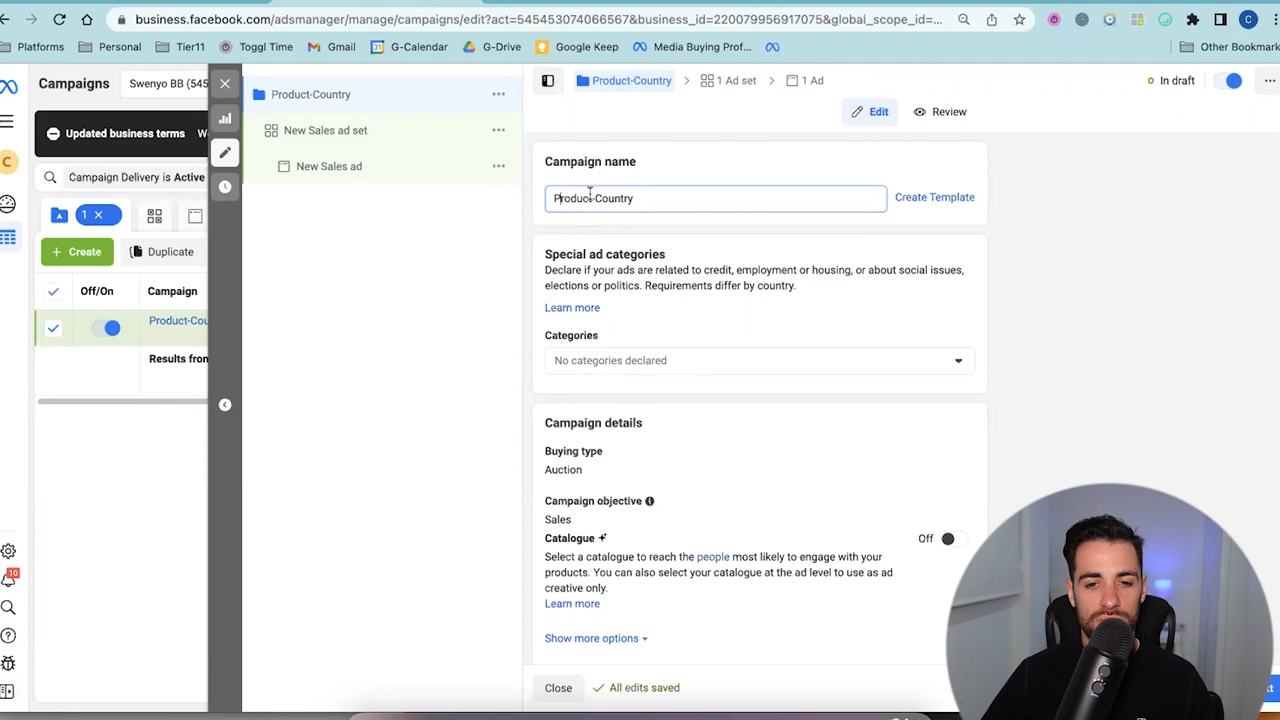 business.facebook.com/adsmanager/manage/campaigns/edit?act=545453074066567&business_id=220079956917075&global_scope_id=...
C
Platforms
Personal
Tier11
Toggl Time
Gmail
G-Calendar
G-Drive
Google Keep
Media Buying Prof...
Other Bookmark
Campaigns
Swenyo BB (545
Updated business terms
We
Campaign Delivery is Active
1
Create
Duplicate
Off/On
Campaign
Product-Cou
Results from
C
10
Product-Country
New Sales ad set
New Sales ad
Product-Country
1 Ad set
1 Ad
In draft
Edit
Review
Campaign name
Product-Country
Create Template
Special ad categories
Declare if your ads are related to credit, employment or housing, or about social issues,
elections or politics. Requirements differ by country.
Learn more
Categories
No categories declared
Campaign details
Buying type
Auction
Campaign objective
Sales
Catalogue
Off
Select a catalogue to reach the people most likely to engage with your
products. You can also select your catalogue at the ad level to use as ad
creative only.
Learn more
Show more options
Close
All edits saved